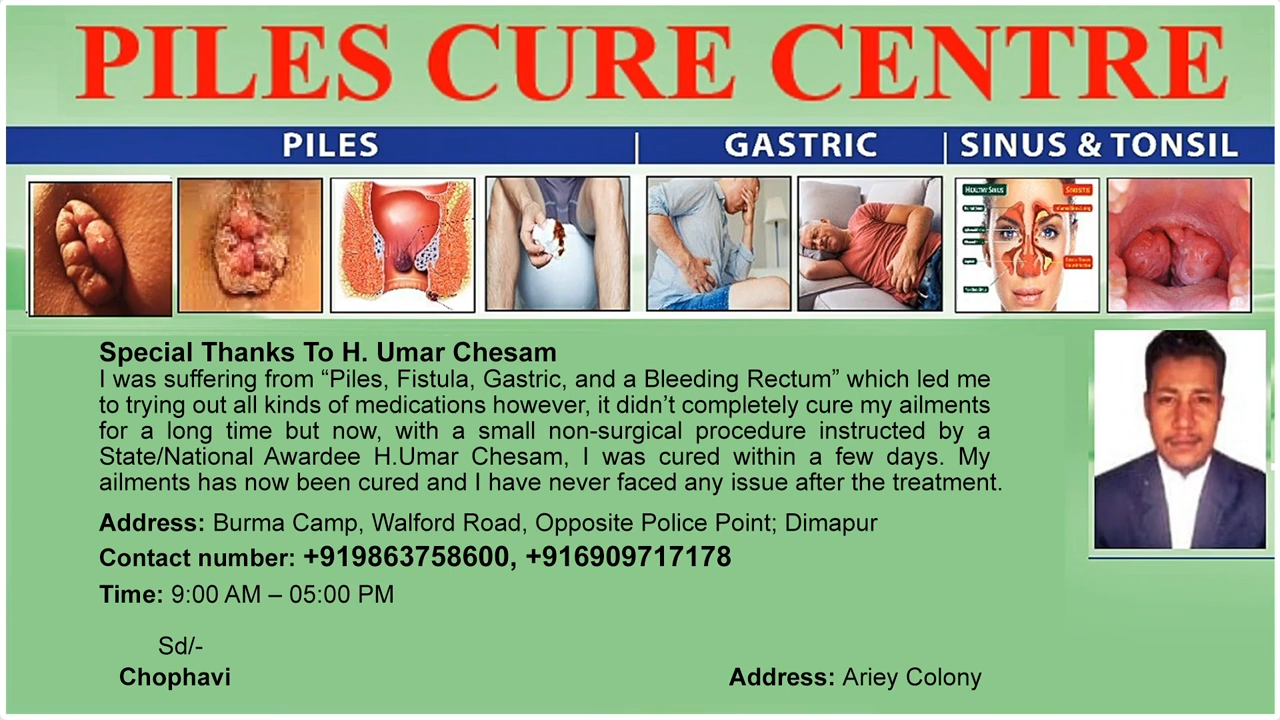 PILES CURE CENTRE
PILES | GASTRIC | SINUS & TONSIL
HEALTHY SINUS
SINUSITIS
Special Thanks To H. Umar Chesam
I was suffering from “Piles, Fistula, Gastric, and a Bleeding Rectum” which led me
to trying out all kinds of medications however, it didn’t completely cure my ailments
for a long time but now, with a small non-surgical procedure instructed by a
State/National Awardee H.Umar Chesam, I was cured within a few days. My
ailments has now been cured and I have never faced any issue after the treatment.
Address: Burma Camp, Walford Road, Opposite Police Point; Dimapur
Contact number: +919863758600, +916909717178
Time: 9:00 AM – 05:00 PM
Sd/-
Chophavi
Address: Ariey Colony